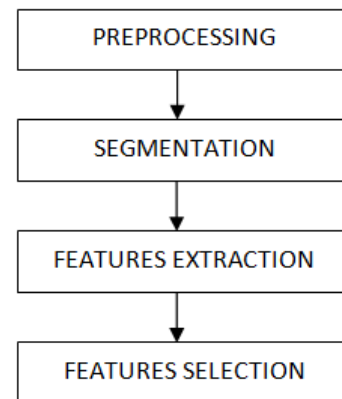 PREPROCESSING
SEGMENTATION
FEATURES EXTRACTION
FEATURES SELECTION